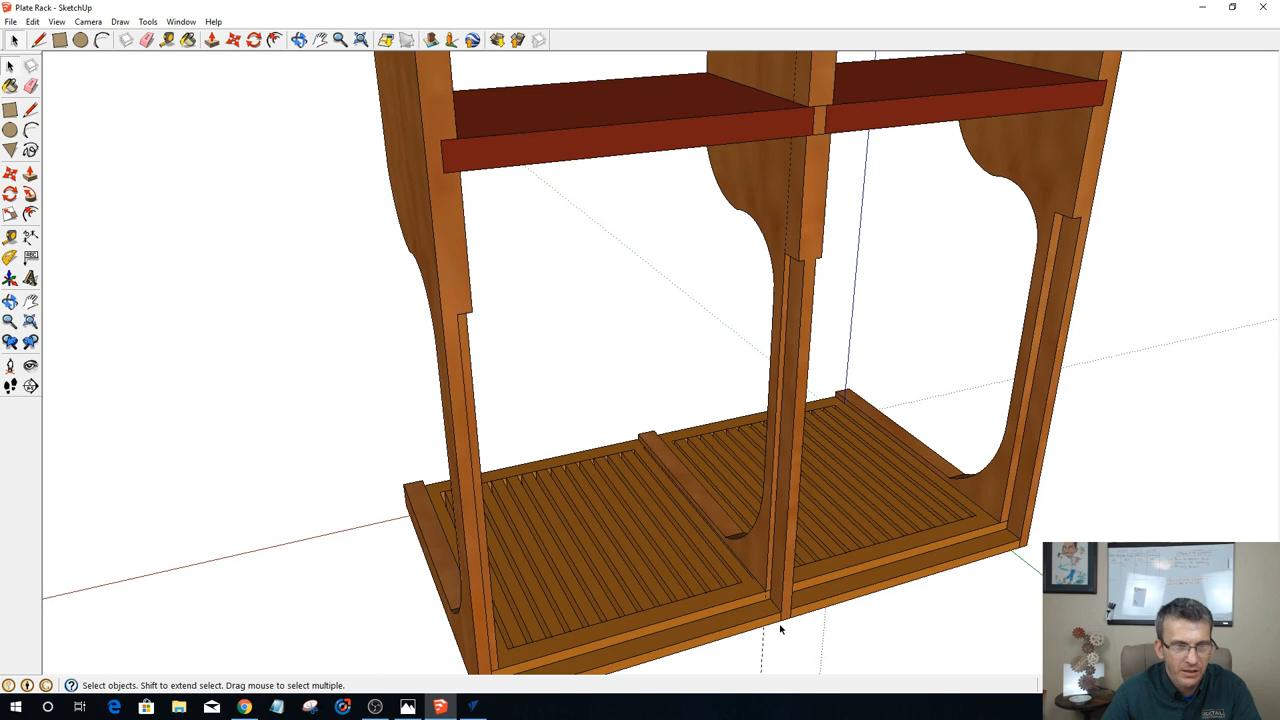 Plate Rack - SketchUp
File Edit View Camera Draw Tools Window Help
Select objects. Shift to extend select. Drag mouse to select multiple.